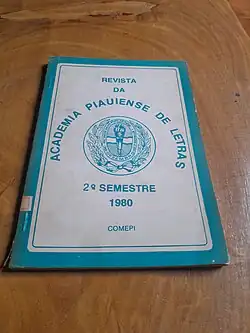 REVISTA
DA
ACADEMIA PIAUIENSE DE LETRAS
2º SEMESTRE
1980
COMEPI